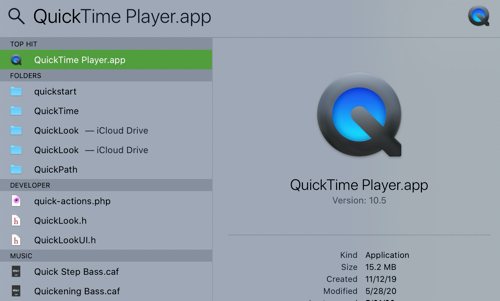 QuickTime Player.app
TOP HIT
QuickTime Player.app
FOLDERS
quickstart
QuickTime
QuickLook — iCloud Drive
QuickLook — iCloud Drive
QuickPath
DEVELOPER
quick-actions.php
h QuickLook.h
h QuickLookUI.h
MUSIC
Quick Step Bass.caf
Quickening Bass.caf
QuickTime Player.app
Version: 10.5
Kind Application
Size 15.2 MB
Created 11/12/19
Modified 5/28/20